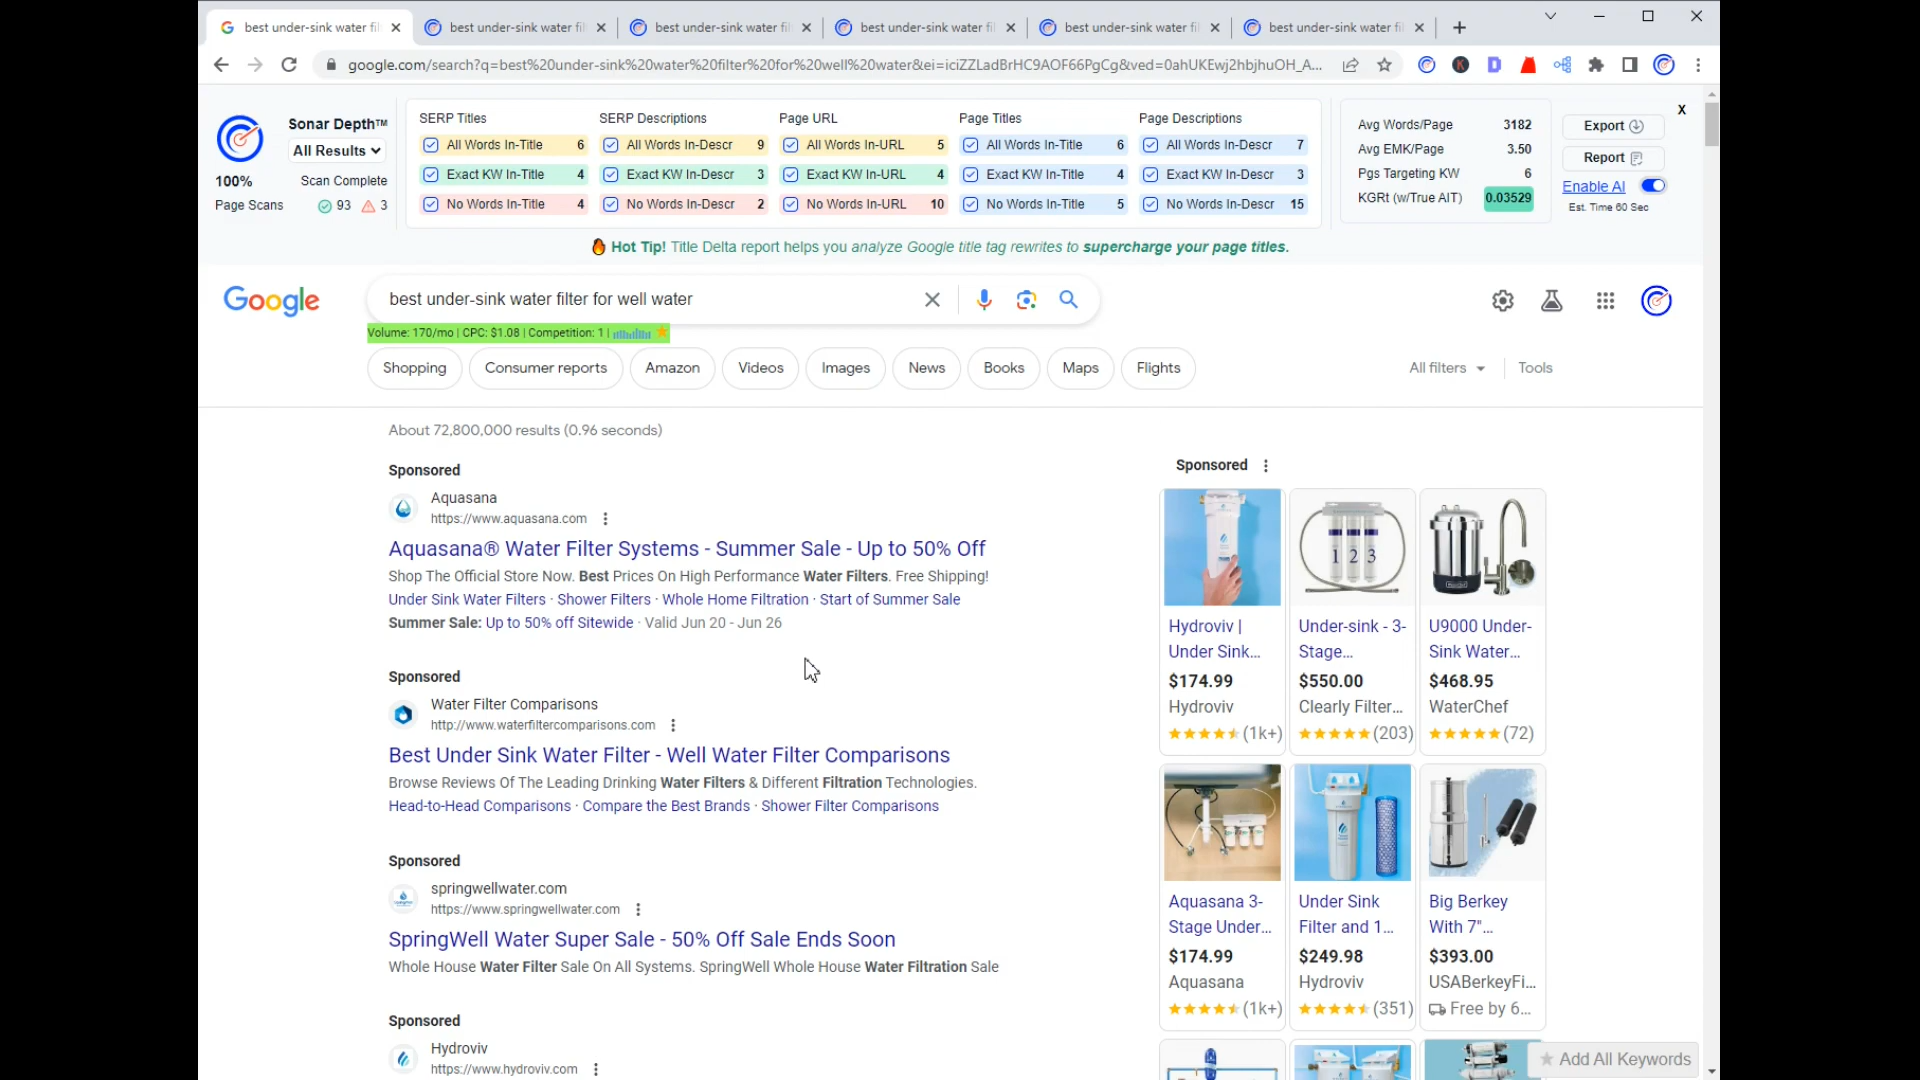 best under-sink water fil
best under-sink water fil
best under-sink water fil
best under-sink water fil
best under-sink water fil
best under-sink water fil
google.com/search?q=best%20under-sink%20water%20filter%20for%20well%20water&ei=iciZZLadBrHC9AOF66PgCg&ved=0ahUKEwj2hbjhuOH_A...
Sonar Depth™
All Results
100%
Scan Complete
Page Scans
93
3
SERP Titles
All Words In-Title 6
Exact KW In-Title 4
No Words In-Title 4
SERP Descriptions
All Words In-Descr 9
Exact KW In-Descr 3
No Words In-Descr 2
Page URL
All Words In-URL 5
Exact KW In-URL 4
No Words In-URL 10
Page Titles
All Words In-Title 6
Exact KW In-Title 4
No Words In-Title 5
Page Descriptions
All Words In-Descr 7
Exact KW In-Descr 3
No Words In-Descr 15
Avg Words/Page 3182
Avg EMK/Page 3.50
Pgs Targeting KW 6
KGRt (w/True AIT) 0.03529
Export
Report
Enable AI
Est. Time 60 Sec
X
Hot Tip! Title Delta report helps you analyze Google title tag rewrites to supercharge your page titles.
Google
best under-sink water filter for well water
Volume: 170/mo | CPC: $1.08 | Competition: 1 |
Shopping
Consumer reports
Amazon
Videos
Images
News
Books
Maps
Flights
All filters
Tools
About 72,800,000 results (0.96 seconds)
Sponsored
Aquasana
https://www.aquasana.com
Aquasana® Water Filter Systems - Summer Sale - Up to 50% Off
Shop The Official Store Now. Best Prices On High Performance Water Filters. Free Shipping!
Under Sink Water Filters · Shower Filters · Whole Home Filtration · Start of Summer Sale
Summer Sale: Up to 50% off Sitewide · Valid Jun 20 - Jun 26
Sponsored
Water Filter Comparisons
http://www.waterfiltercomparisons.com
Best Under Sink Water Filter - Well Water Filter Comparisons
Browse Reviews Of The Leading Drinking Water Filters & Different Filtration Technologies.
Head-to-Head Comparisons · Compare the Best Brands · Shower Filter Comparisons
Sponsored
springwellwater.com
https://www.springwellwater.com
SpringWell Water Super Sale - 50% Off Sale Ends Soon
Whole House Water Filter Sale On All Systems. SpringWell Whole House Water Filtration Sale
Sponsored
Hydroviv
https://www.hydroviv.com
Sponsored
1 2 3
Hydroviv |
Under Sink...
$174.99
Hydroviv
(1k+)
Under-sink - 3-
Stage...
$550.00
Clearly Filter...
(203)
U9000 Under-
Sink Water...
$468.95
WaterChef
(72)
Aquasana 3-
Stage Under...
$174.99
Aquasana
(1k+)
Under Sink
Filter and 1...
$249.98
Hydroviv
(351)
Big Berkey
With 7"...
$393.00
USABerkeyFi...
Free by 6...
Add All Keywords